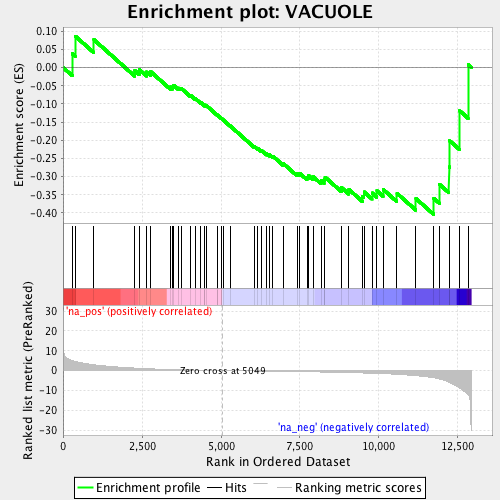 Enrichment plot: VACUOLE
Enrichment score (ES)
0.10
0.05
0.00
-0.05
-0.10
-0.15
-0.20
-0.25
-0.30
-0.35
-0.40
'na_pos' (positively correlated)
Ranked list metric (PreRanked)
30
20
10
0
-10
-20
-30
Zero cross at 5049
'na_neg' (negatively correlated)
0 2,500 5,000 7,500 10,000 12,500
Rank in Ordered Dataset
Enrichment profile Hits Ranking metric scores